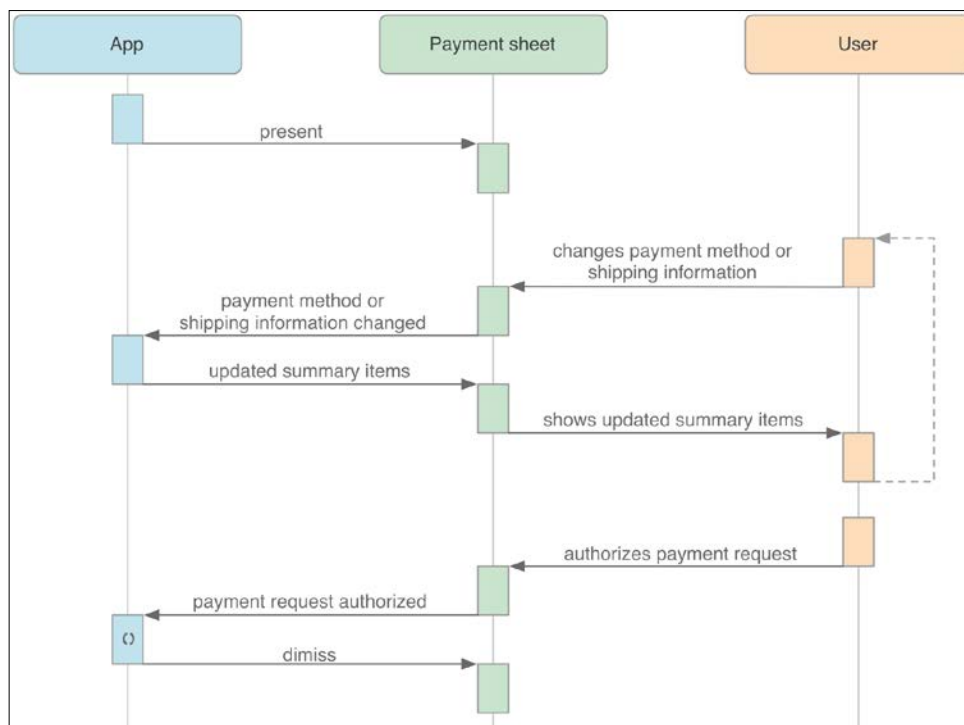 App
Payment sheet
User
present
changes payment method or
shipping information
payment method or
shipping information changed
updated summary items
shows updated summary items
authorizes payment request
payment request authorized
dimiss